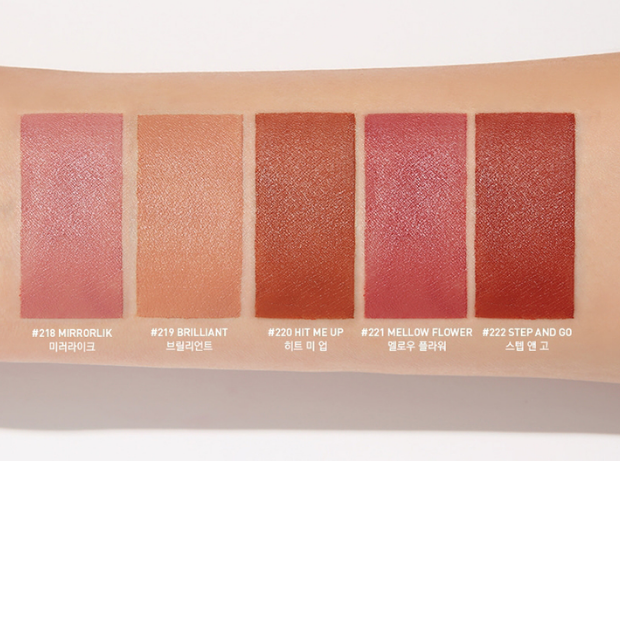 #218 MIRRORLIK
미러라이크
#219 BRILLIANT
브릴리언트
#220 HIT ME UP
히트 미 업
#221 MELLOW FLOWER
옐로우 플라워
#222 STEP AND GO
스텝 앤 고